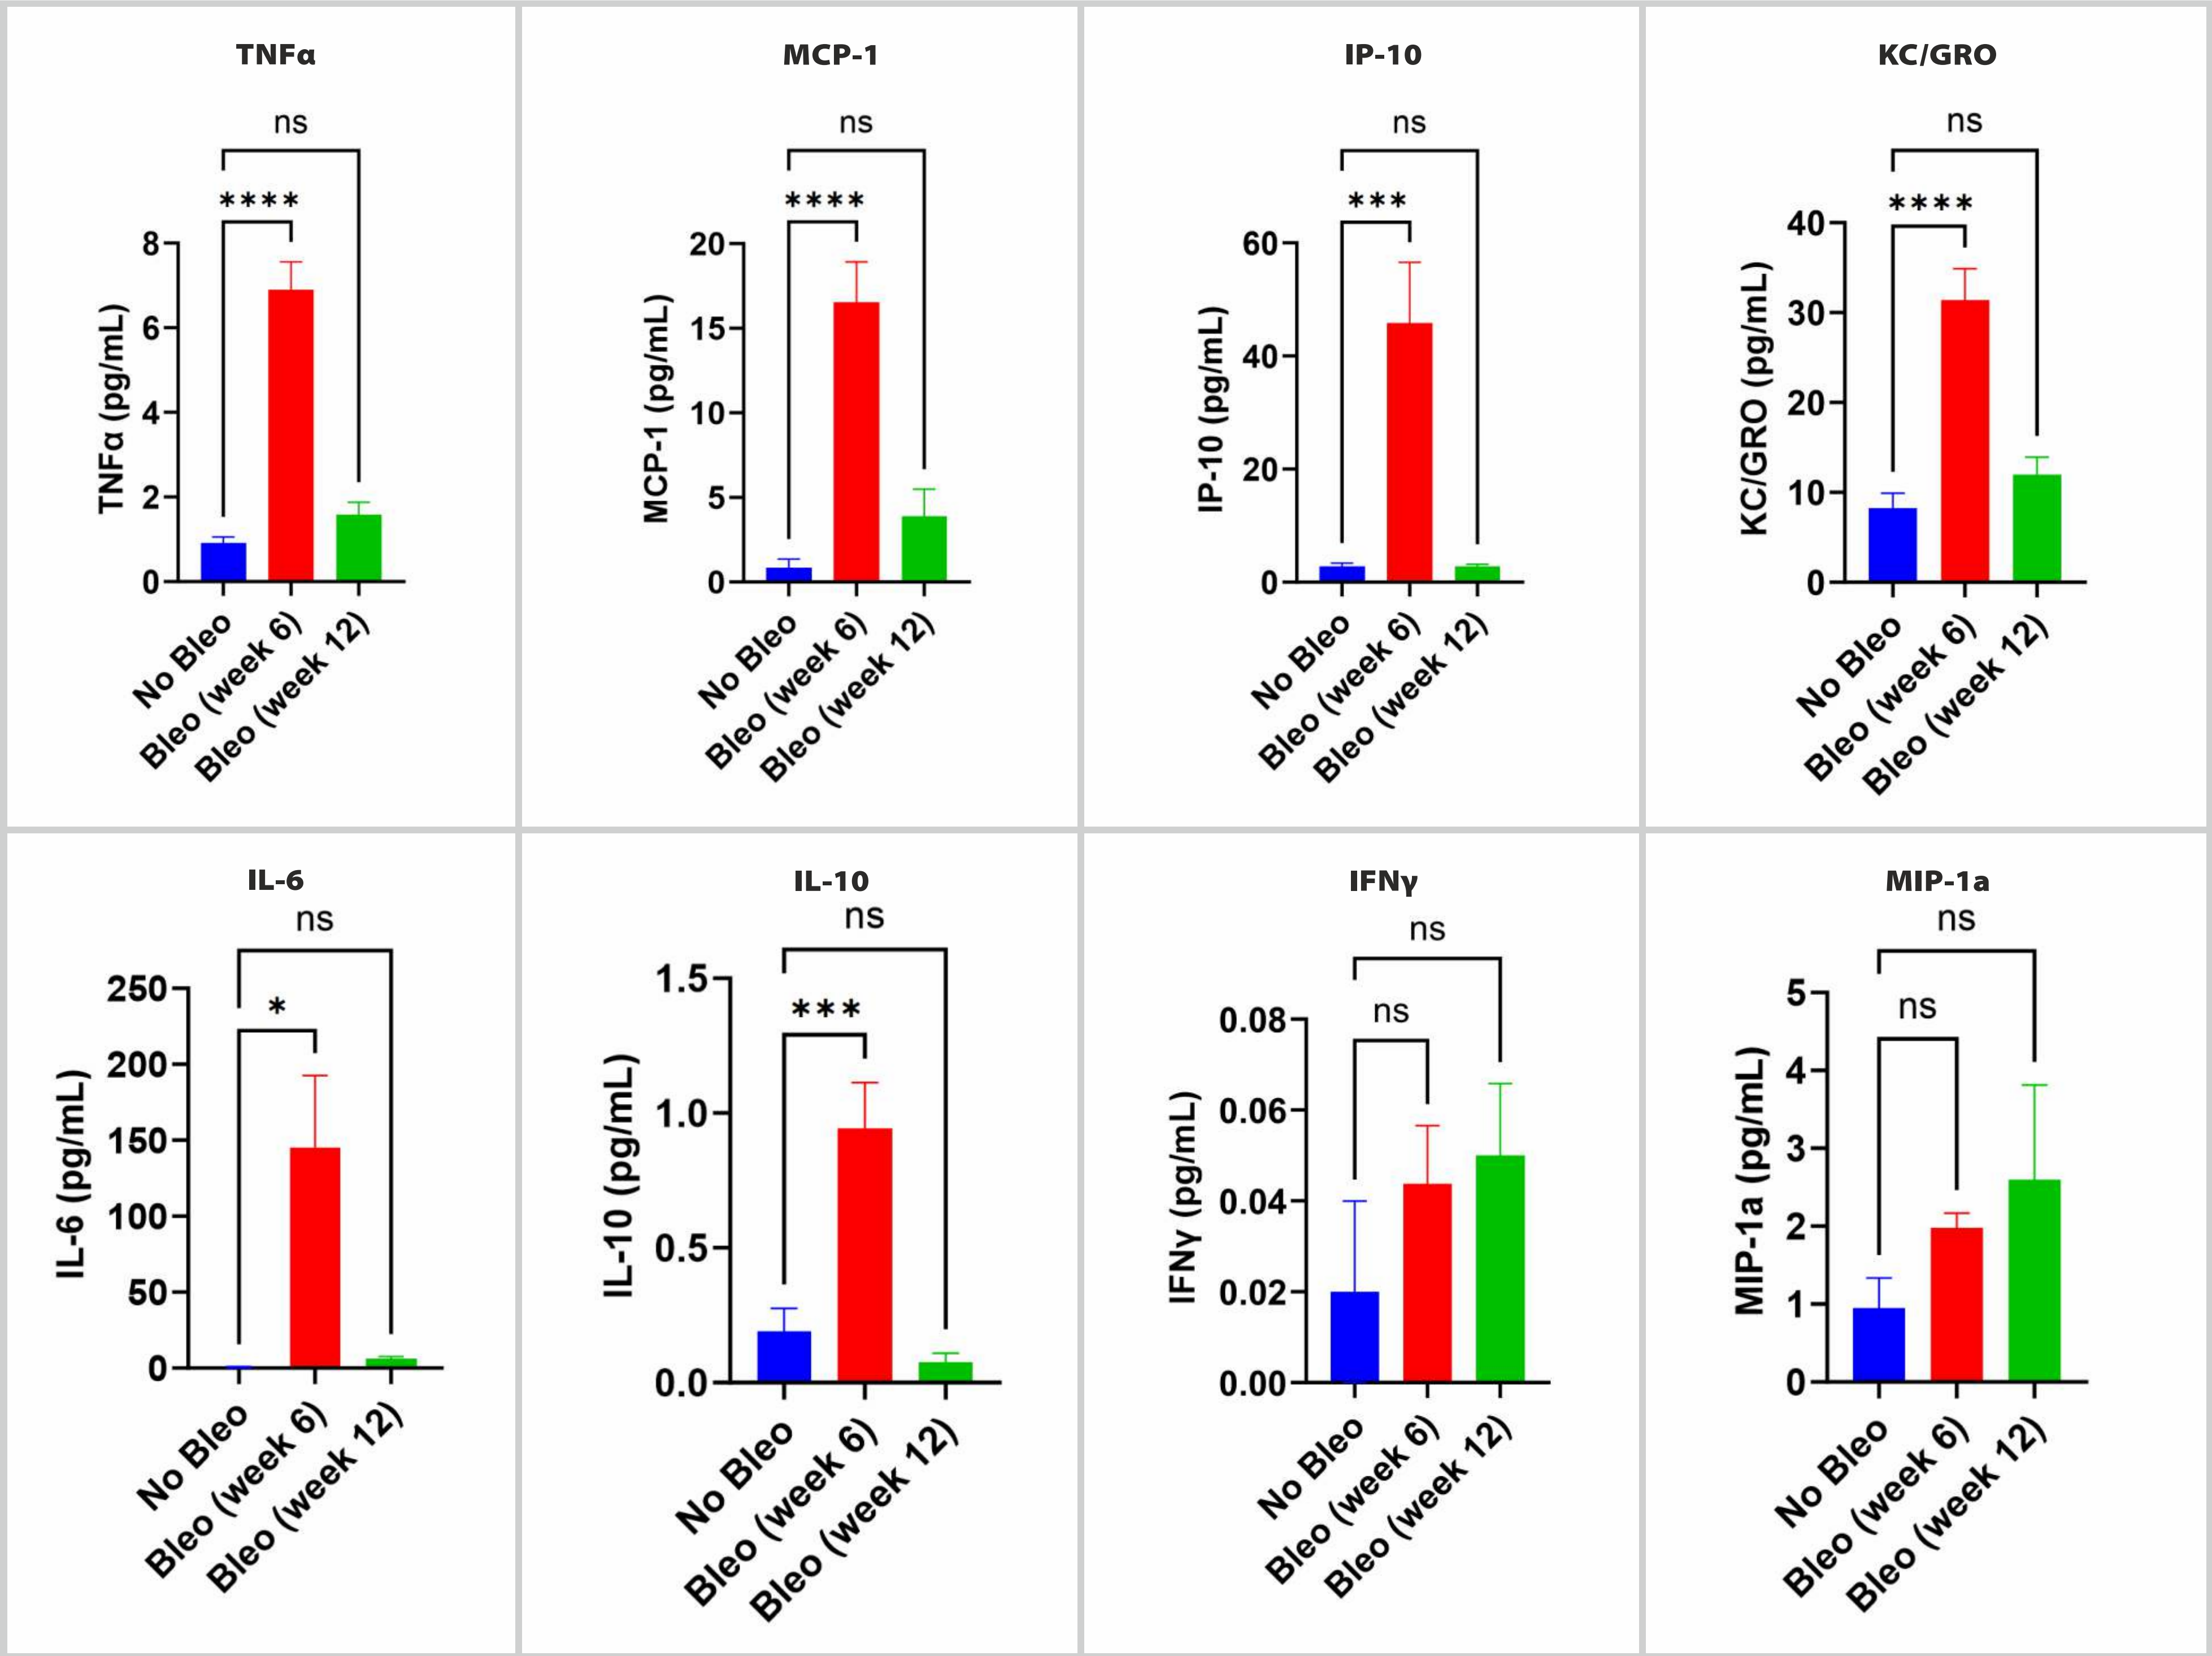 TNFα
ns
****
8
6
4
2
0
TNFα (pg/mL)
No Bleo
Bleo (week 6)
Bleo (week 12)
MCP-1
ns
****
20
15
10
5
0
MCP-1 (pg/mL)
No Bleo
Bleo (week 6)
Bleo (week 12)
IP-10
ns
***
60
40
20
0
IP-10 (pg/mL)
No Bleo
Bleo (week 6)
Bleo (week 12)
KC/GRO
ns
****
40
30
20
10
0
KC/GRO (pg/mL)
No Bleo
Bleo (week 6)
Bleo (week 12)
IL-6
ns
*
250
200
150
100
50
0
IL-6 (pg/mL)
No Bleo
Bleo (week 6)
Bleo (week 12)
IL-10
ns
***
1.5
1.0
0.5
0.0
IL-10 (pg/mL)
No Bleo
Bleo (week 6)
Bleo (week 12)
IFNγ
ns
ns
0.08
0.06
0.04
0.02
0.00
IFNγ (pg/mL)
No Bleo
Bleo (week 6)
Bleo (week 12)
MIP-1a
ns
ns
5
4
3
2
1
0
MIP-1a (pg/mL)
No Bleo
Bleo (week 6)
Bleo (week 12)